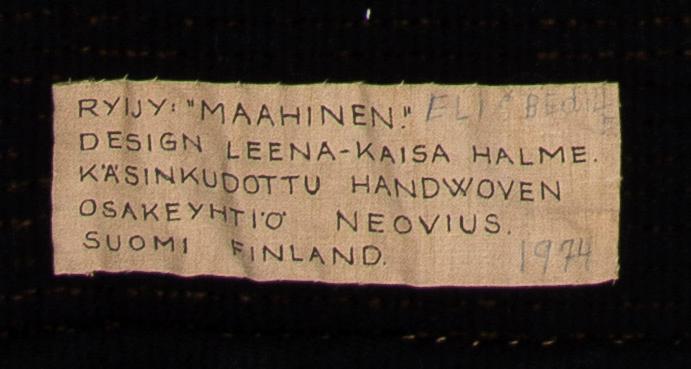 RYIJY: "MAAHINEN."
DESIGN LEENA-KAISA HALME.
KÄSINKUDOTTU HANDWOVEN
OSAKEYHTIÖ NEOVIUS.
SUOMI FINLAND. 1974